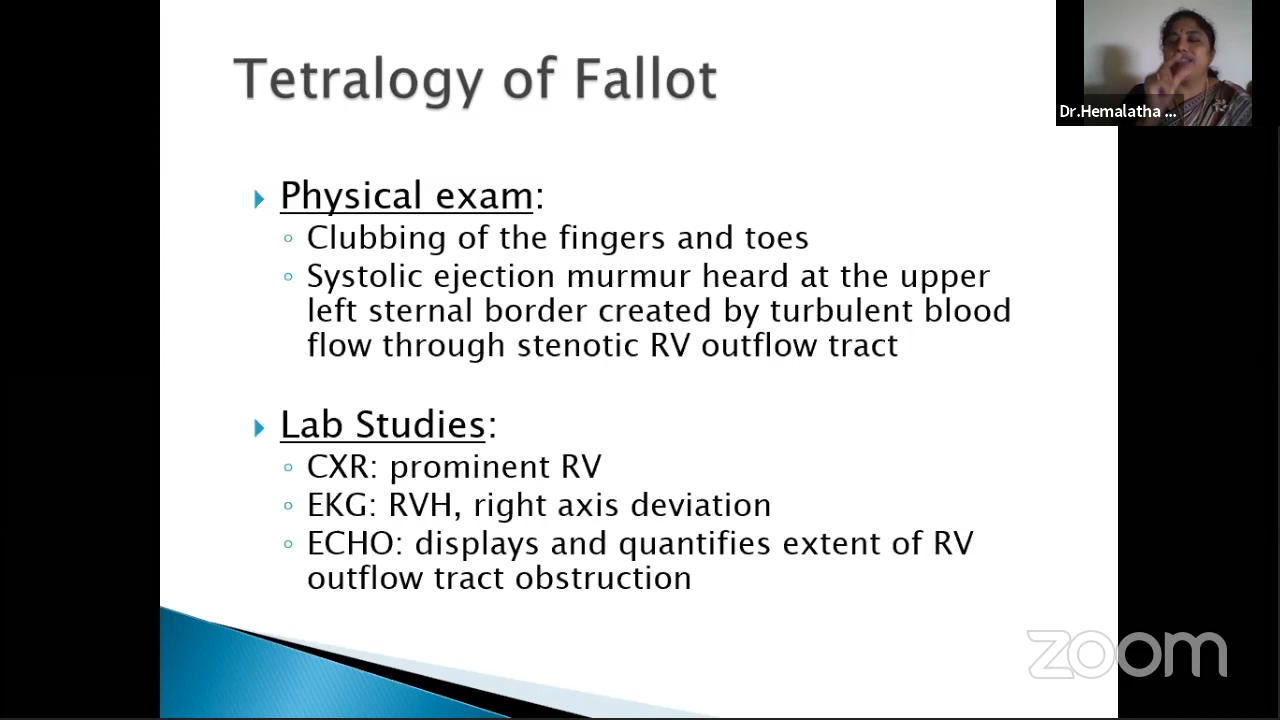 Tetralogy of Fallot
Dr.Hemalatha ...
Physical exam:
Clubbing of the fingers and toes
Systolic ejection murmur heard at the upper
left sternal border created by turbulent blood
flow through stenotic RV outflow tract
Lab Studies:
CXR: prominent RV
EKG: RVH, right axis deviation
ECHO: displays and quantifies extent of RV
outflow tract obstruction
zoom